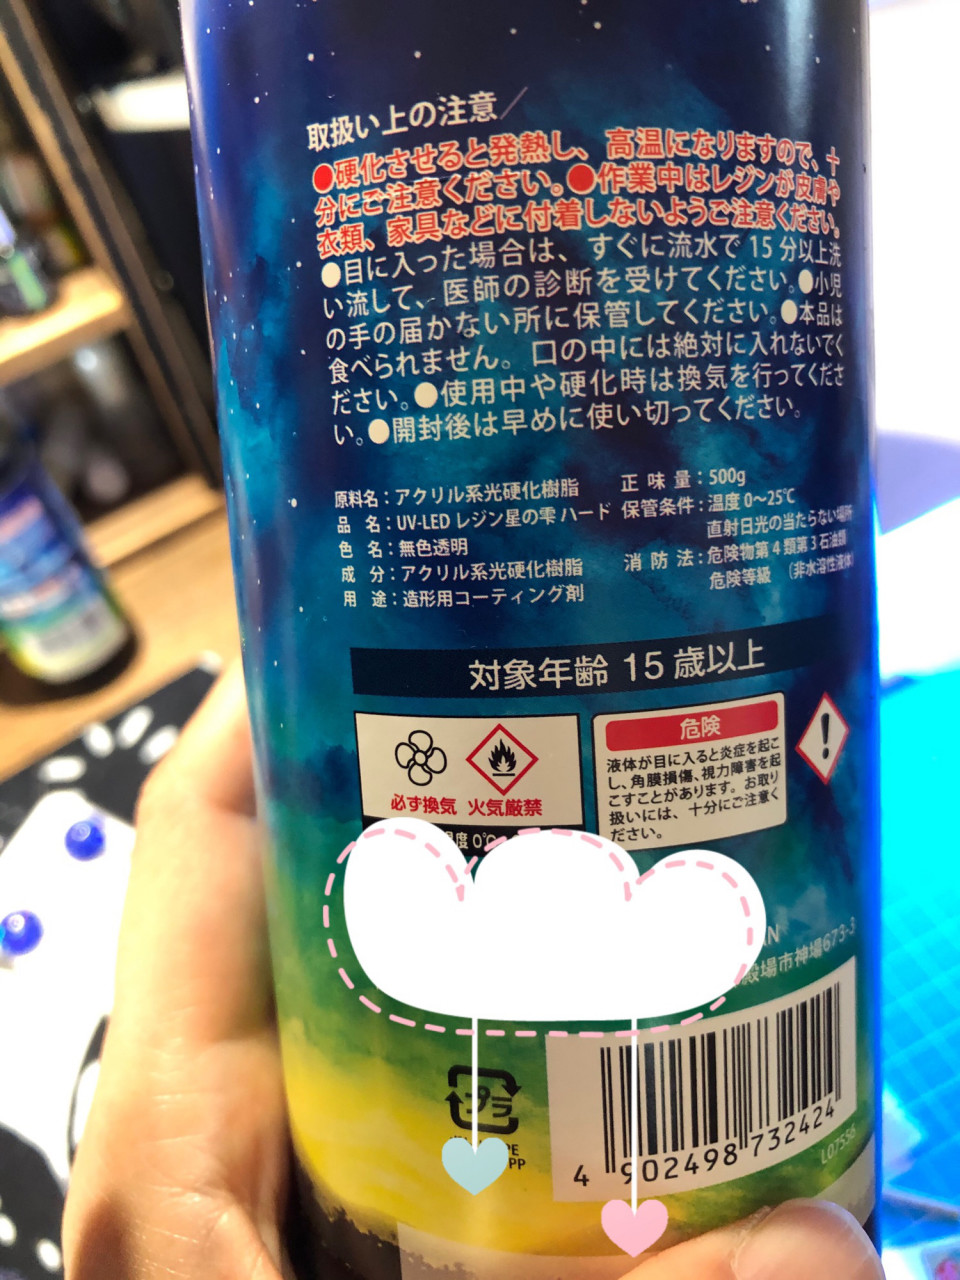 取扱い上の注意
●硬化させると発熱し、高温になりますので、十
分にご注意ください。●作業中はレジンが皮膚や
衣類、家具などに付着しないようご注意ください。
●目に入った場合は、すぐに流水で15分以上洗
い流して、医師の診断を受けてください。●小児
の手の届かない所に保管してください。●本品は
食べられません。口の中には絶対に入れないでく
ださい。●使用中や硬化時は換気を行ってくださ
い。●開封後は早めに使い切ってください。
原料名：アクリル系光硬化樹脂
品 名：UV-LED レジン星の雫 ハード
色 名：無色透明
成 分：アクリル系光硬化樹脂
用 途：造形用コーティング剤
正味量：500g
保管条件：温度 0～25℃
直射日光の当たらない場所
消防法：危険物第4類第3石油類
危険等級 （非水溶性液体）
対象年齢 15歳以上
必ず換気 火気厳禁
危険
液体が目に入ると炎症を起こ
し、角膜損傷、視力障害を起
こすことがあります。お取り
扱いには、十分にご注意く
ださい。
度 0℃
殿場市神場673-3
プラ
PE
PP
4 902498 732424
L07556